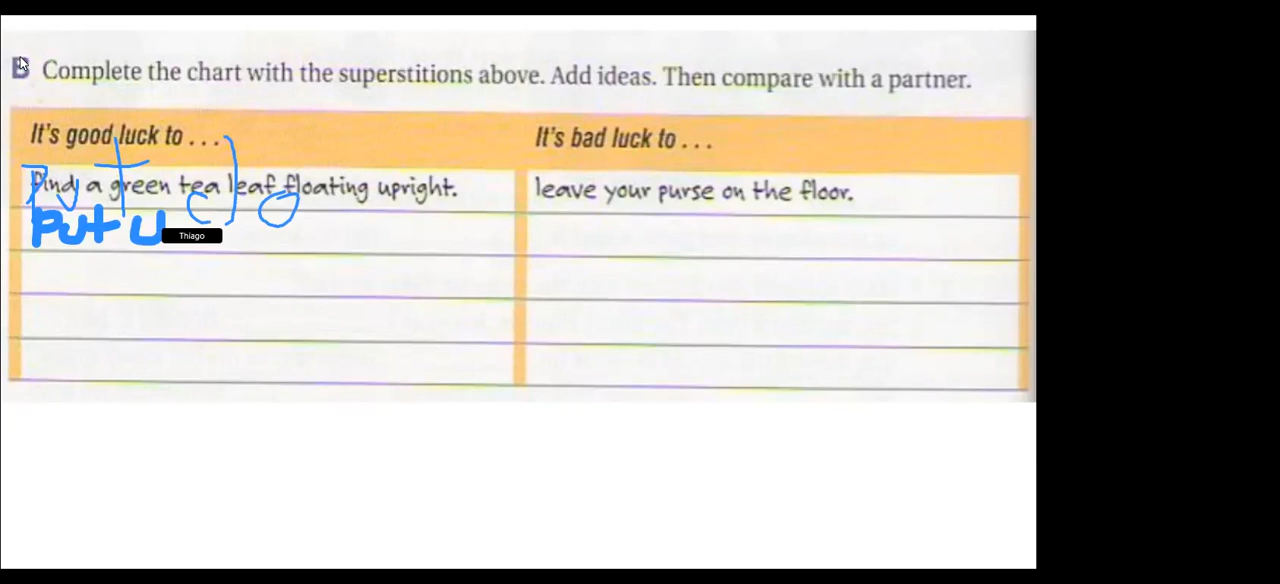 B Complete the chart with the superstitions above. Add ideas. Then compare with a partner.
It's good luck to . . .
It's bad luck to . . .
find a green tea leaf floating upright.
leave your purse on the floor.
Put U
Thiago